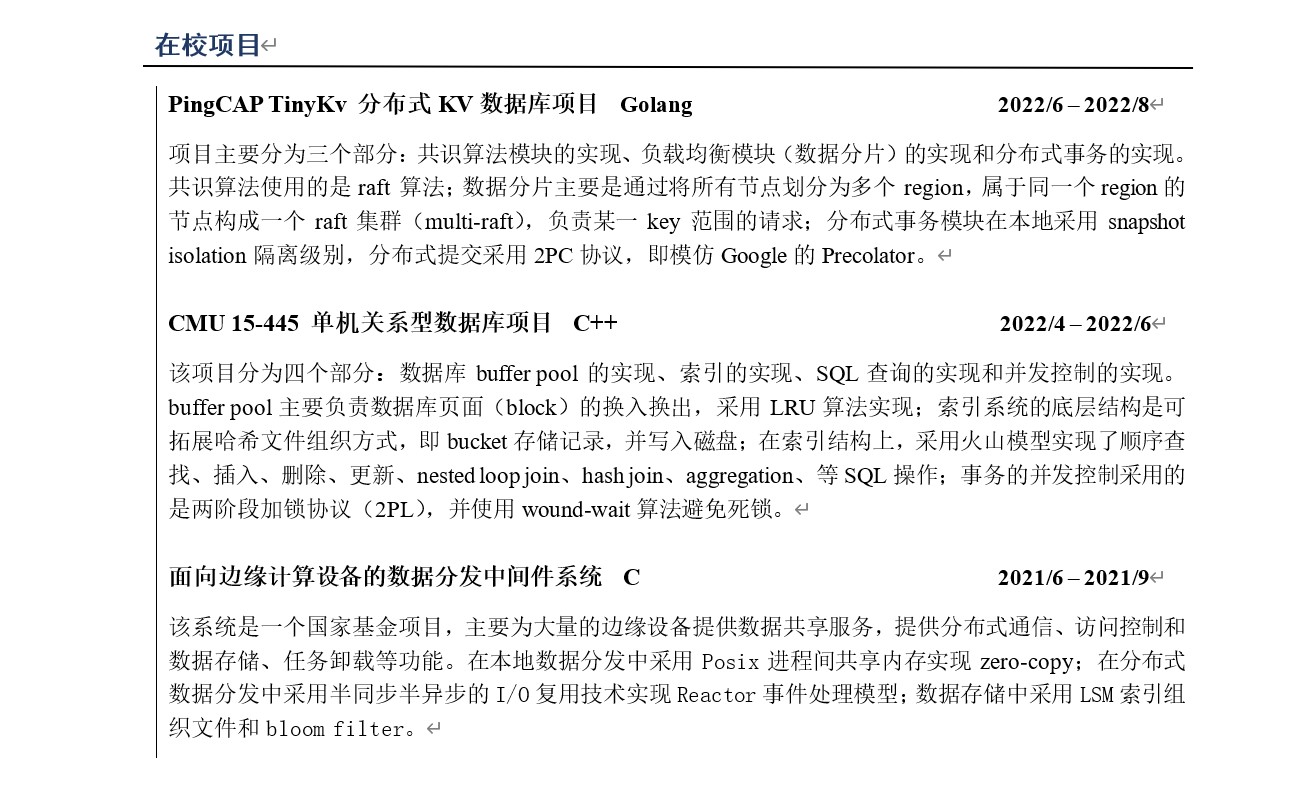 在校项目
PingCAP TinyKv 分布式 KV 数据库项目 Golang 2022/6 – 2022/8
项目主要分为三个部分：共识算法模块的实现、负载均衡模块（数据分片）的实现和分布式事务的实现。
共识算法使用的是 raft 算法；数据分片主要是通过将所有节点划分为多个 region，属于同一个 region 的
节点构成一个 raft 集群（multi-raft），负责某一 key 范围的请求；分布式事务模块在本地采用 snapshot
isolation 隔离级别，分布式提交采用 2PC 协议，即模仿 Google 的 Precolator。
CMU 15-445 单机关系型数据库项目 C++ 2022/4 – 2022/6
该项目分为四个部分：数据库 buffer pool 的实现、索引的实现、SQL 查询的实现和并发控制的实现。
buffer pool 主要负责数据库页面（block）的换入换出，采用 LRU 算法实现；索引系统的底层结构是可
拓展哈希文件组织方式，即 bucket 存储记录，并写入磁盘；在索引结构上，采用火山模型实现了顺序查
找、插入、删除、更新、nested loop join、hash join、aggregation、等 SQL 操作；事务的并发控制采用的
是两阶段加锁协议（2PL），并使用 wound-wait 算法避免死锁。
面向边缘计算设备的数据分发中间件系统 C 2021/6 – 2021/9
该系统是一个国家基金项目，主要为大量的边缘设备提供数据共享服务，提供分布式通信、访问控制和
数据存储、任务卸载等功能。在本地数据分发中采用 Posix 进程间共享内存实现 zero-copy；在分布式
数据分发中采用半同步半异步的 I/O 复用技术实现 Reactor 事件处理模型；数据存储中采用 LSM 索引组
织文件和 bloom filter。